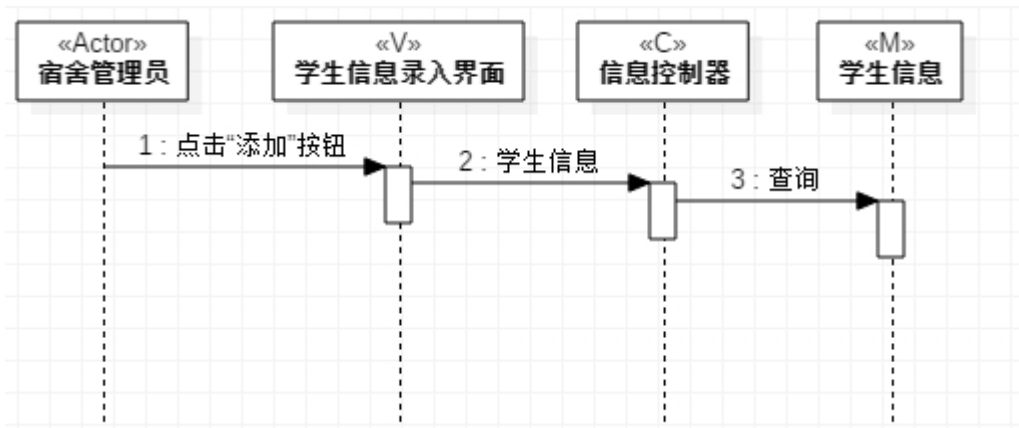 «Actor»
宿舍管理员
«V»
学生信息录入界面
«C»
信息控制器
«M»
学生信息
1 : 点击“添加”按钮
2 : 学生信息
3 : 查询